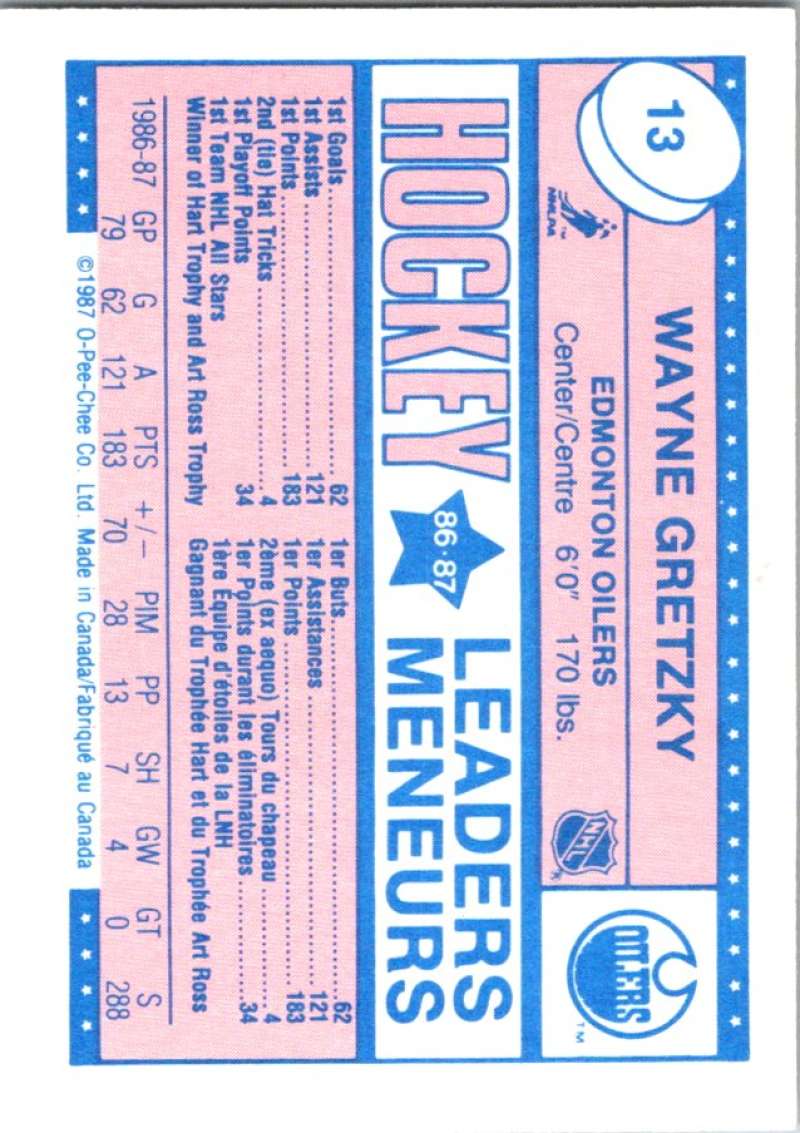 13
NHLPA™
WAYNE GRETZKY
EDMONTON OILERS
Center/Centre 6'0" 170 lbs.
NHL®
OILERS
TM
HOCKEY
86·87
LEADERS
MENEURS
1st Goals..............................62
1st Assists............................121
1st Points.............................183
2nd (tie) Hat Tricks...................4
1st Playoff Points.....................34
1st Team NHL All Stars
Winner of Hart Trophy and Art Ross Trophy
1er Buts...............................62
1er Assistances........................121
1er Points.............................183
2ème (ex aequo) Tours du chapeau.......4
1er Points durant les éliminatoires....34
1ère Équipe d'étoiles de la LNH
Gagnant du Trophée Hart et du Trophée Art Ross
1986-87 GP G A PTS +/− PIM PP SH GW GT S
79 62 121 183 70 28 13 7 4 0 288
©1987 O-Pee-Chee Co. Ltd. Made in Canada/Fabriqué au Canada